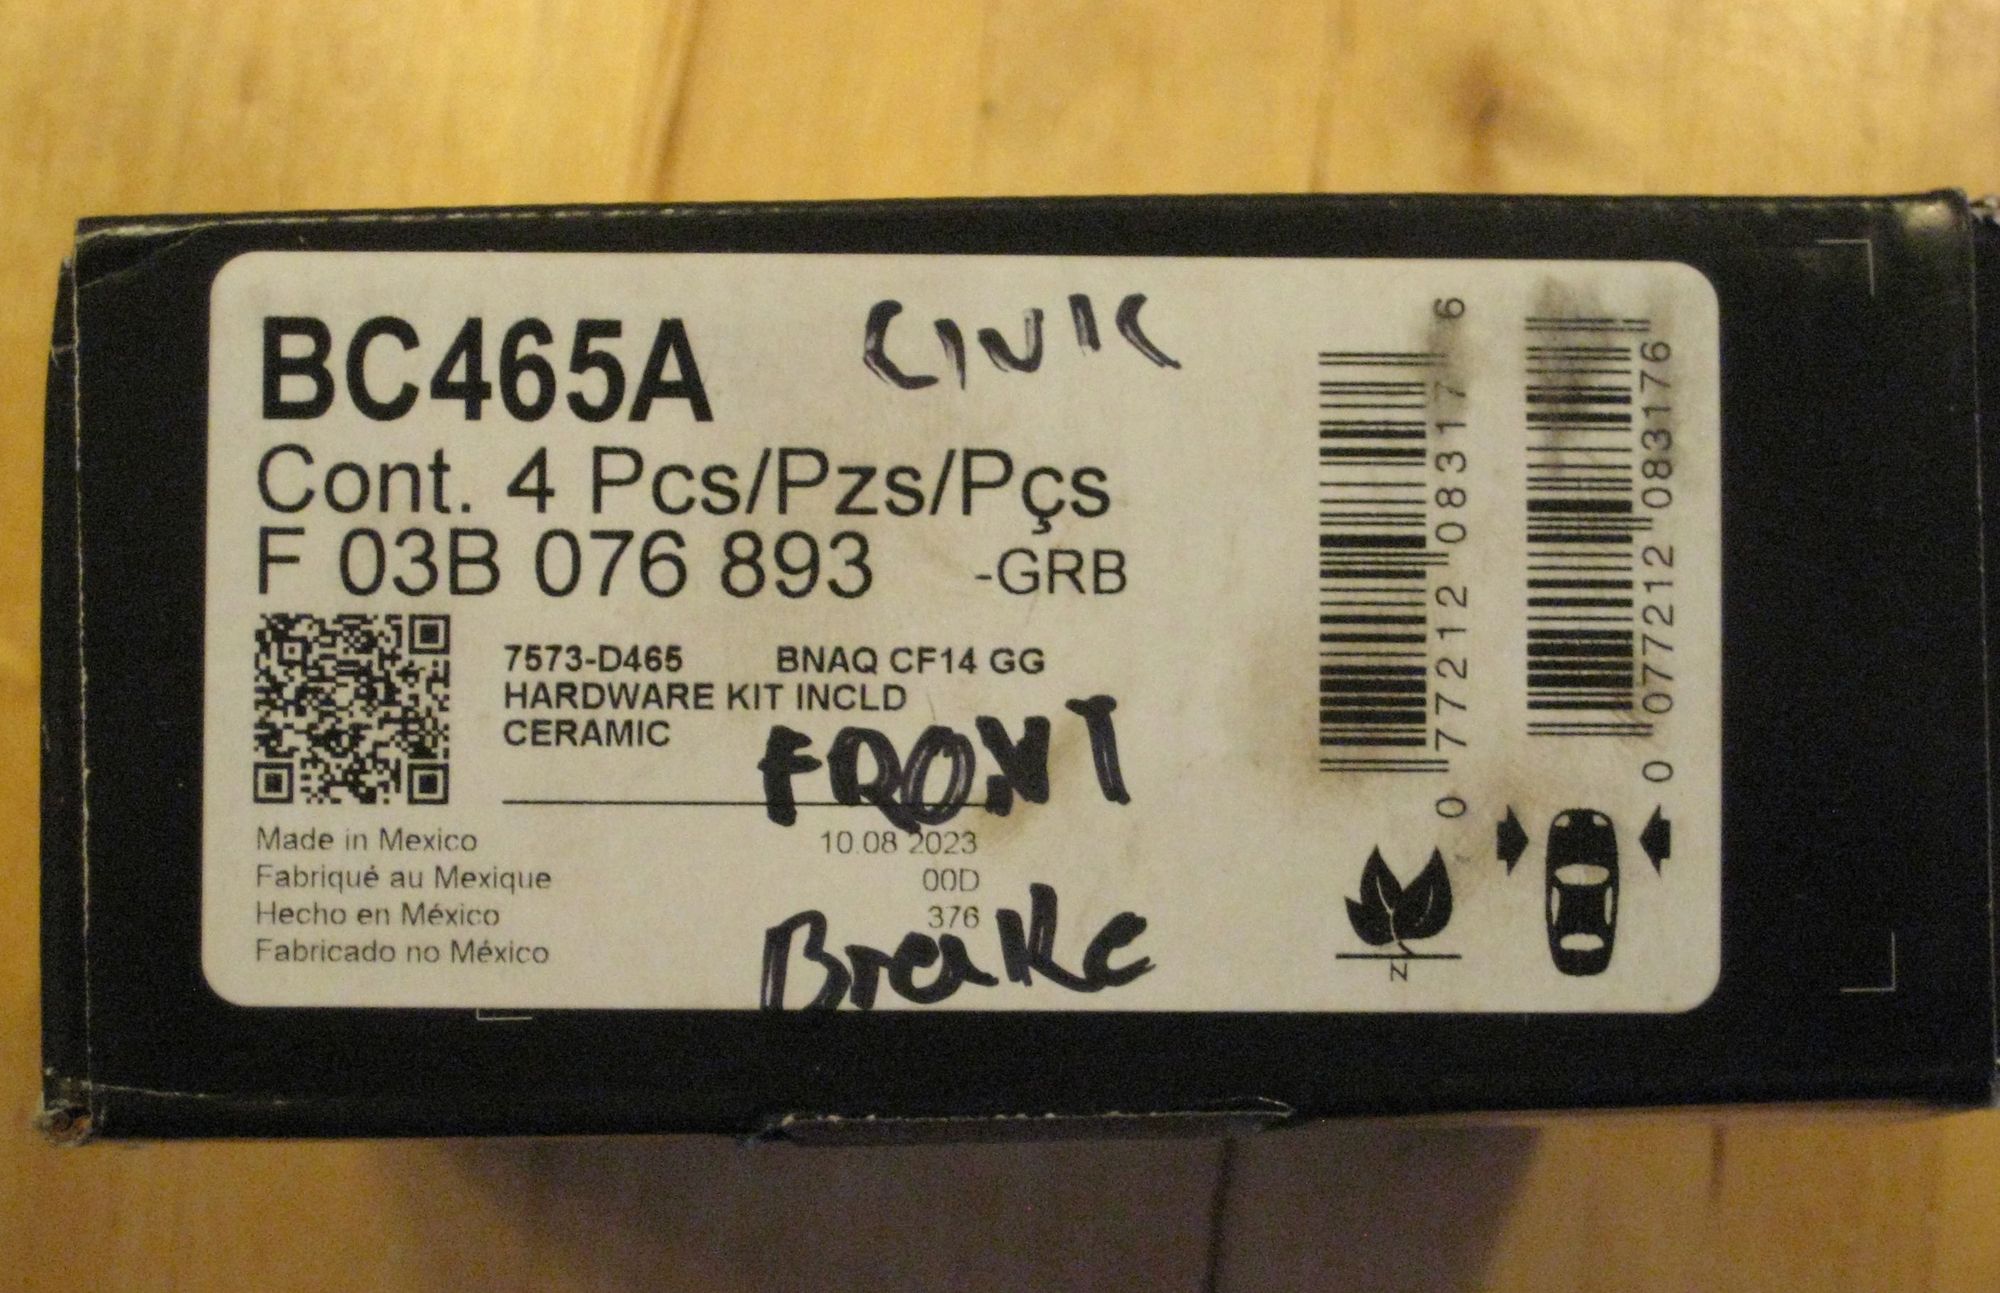 BC465A
CIVIC
Cont. 4 Pcs/Pzs/Pçs
F 03B 076 893 -GRB
7573-D465 BNAQ CF14 GG
HARDWARE KIT INCLD
CERAMIC
FRONT
Made in Mexico 10.08 2023
Fabriqué au Mexique 00D
Hecho en México 376
Fabricado no México
Brake
0 77212 08317 6
0 077212 083176
N